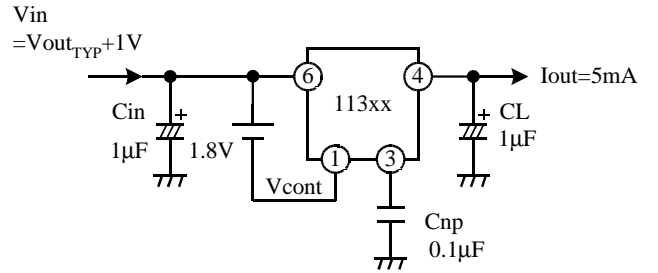 Vin
=VoutTYP+1V
6
4
Iout=5mA
113xx
Cin
+
1μF
1.8V
1
3
+
CL
1μF
Vcont
Cnp
0.1μF